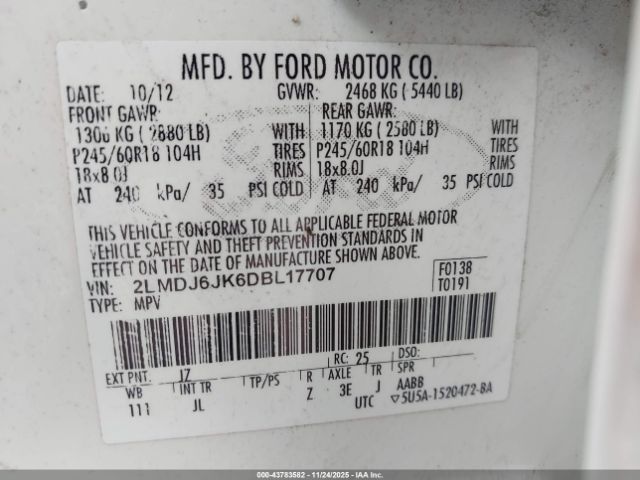 MFD. BY FORD MOTOR CO.
DATE: 10/12 GVWR: 2468 KG ( 5440 LB)
FRONT GAWR: REAR GAWR:
1306 KG ( 2880 LB) WITH 1170 KG ( 2580 LB) WITH
P245/60R18 104H TIRES P245/60R18 104H TIRES
18x8.0J RIMS 18x8.0J RIMS
AT 240 kPa/ 35 PSI COLD AT 240 kPa/ 35 PSI COLD
THIS VEHICLE CONFORMS TO ALL APPLICABLE FEDERAL MOTOR
VEHICLE SAFETY AND THEFT PREVENTION STANDARDS IN
EFFECT ON THE DATE OF MANUFACTURE SHOWN ABOVE.
VIN: 2LMDJ6JK6DBL17707 F0138
TYPE: MPV T0191
EXT PNT: JZ RC: 25 DSO:
WB INT TR TP/PS R AXLE TR SPR
111 JL Z 3E J AABB
UTC ▽5U5A-1520472-BA
000-43783582 - 11/24/2025 - IAAI.COM